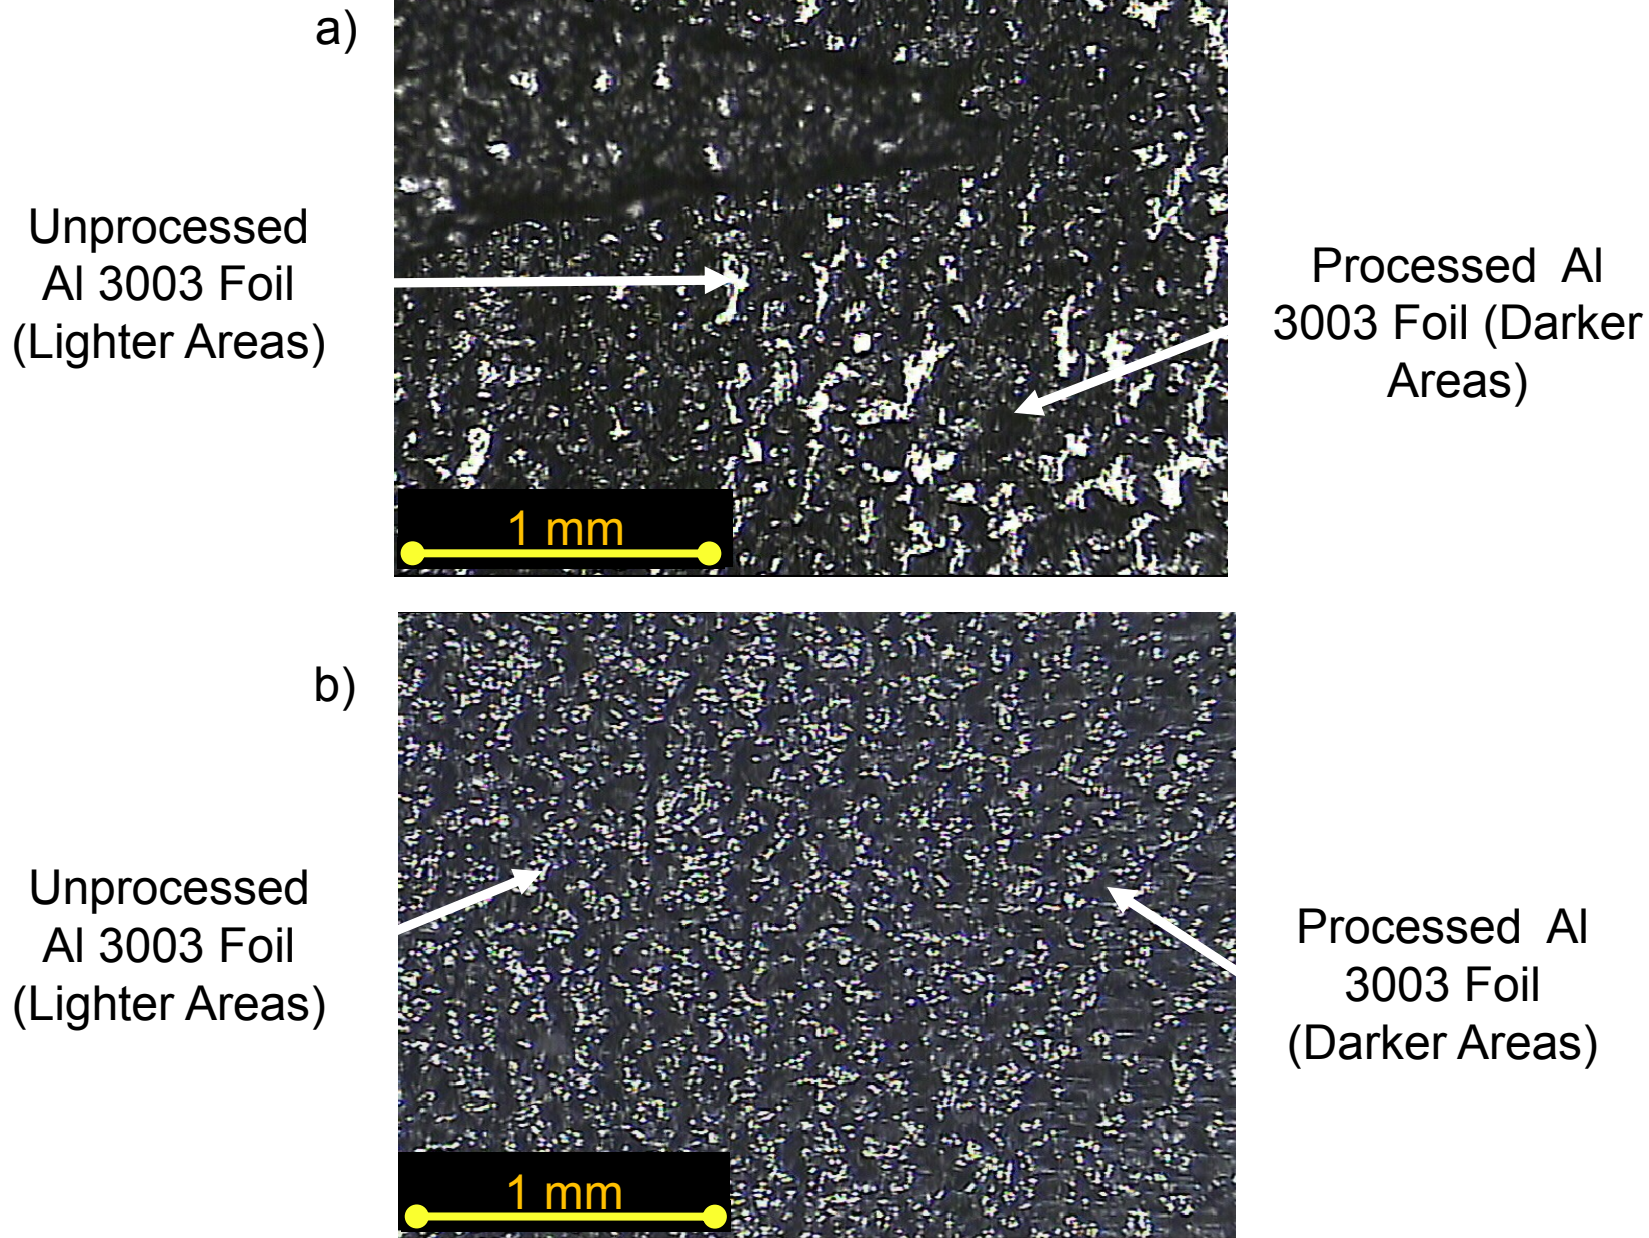 a)
Unprocessed
Al 3003 Foil
(Lighter Areas)
Processed Al
3003 Foil (Darker
Areas)
1 mm
b)
Unprocessed
Al 3003 Foil
(Lighter Areas)
Processed Al
3003 Foil
(Darker Areas)
1 mm